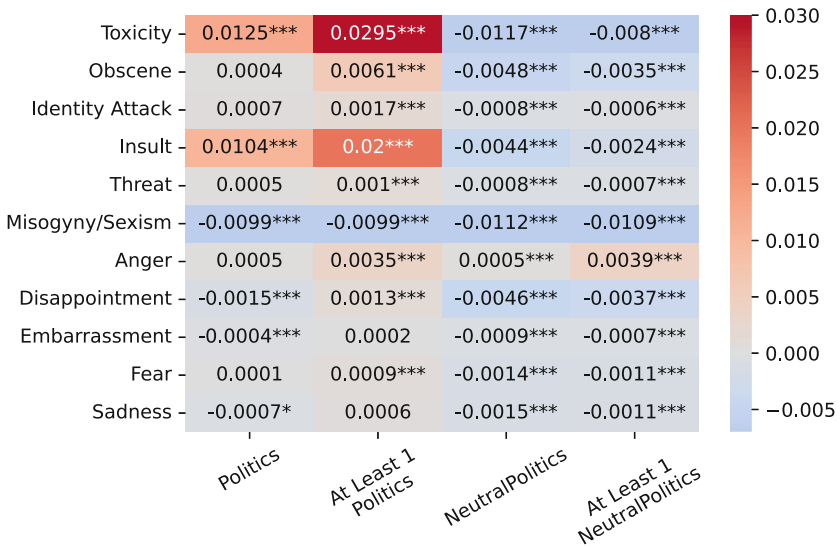 Toxicity 0.0125*** 0.0295*** -0.0117*** -0.008*** 0.030
Obscene 0.0004 0.0061*** -0.0048*** -0.0035*** 0.025
Identity Attack 0.0007 0.0017*** -0.0008*** -0.0006***
Insult 0.0104*** 0.02*** -0.0044*** -0.0024*** 0.020
Threat 0.0005 0.001*** -0.0008*** -0.0007*** 0.015
Misogyny/Sexism -0.0099*** -0.0099*** -0.0112*** -0.0109*** 0.010
Anger 0.0005 0.0035*** 0.0005*** 0.0039***
Disappointment -0.0015*** 0.0013*** -0.0046*** -0.0037*** 0.005
Embarrassment -0.0004*** 0.0002 -0.0009*** -0.0007*** 0.000
Fear 0.0001 0.0009*** -0.0014*** -0.0011***
Sadness -0.0007* 0.0006 -0.0015*** -0.0011*** −0.005
Politics
At Least 1
Politics
NeutralPolitics
At Least 1
NeutralPolitics